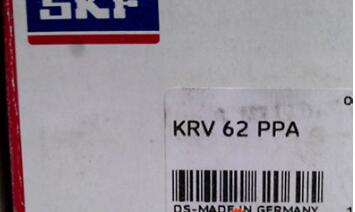 SKF
KRV 62 PPA
DS-MADE IN GERMANY